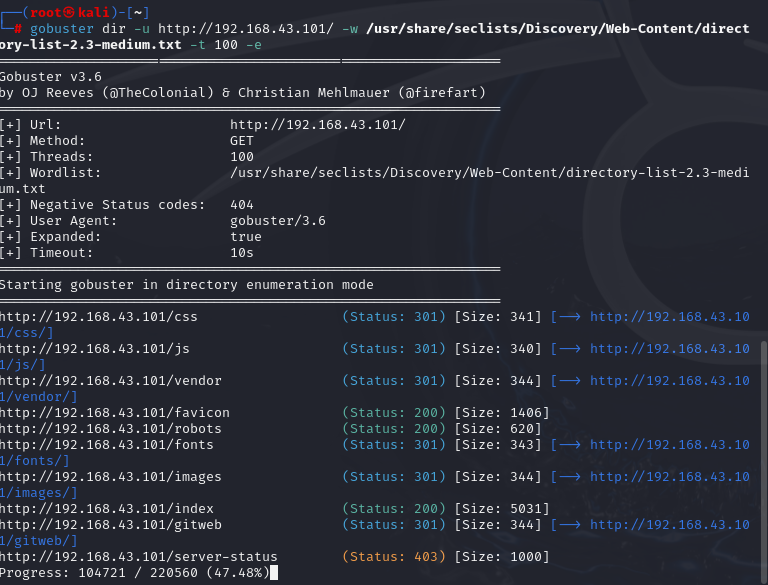 ┌──(root㉿kali)-[~]
└─# gobuster dir -u http://192.168.43.101/ -w /usr/share/seclists/Discovery/Web-Content/direct
ory-list-2.3-medium.txt -t 100 -e
===============================================================
Gobuster v3.6
by OJ Reeves (@TheColonial) & Christian Mehlmauer (@firefart)
===============================================================
[+] Url:                     http://192.168.43.101/
[+] Method:                  GET
[+] Threads:                 100
[+] Wordlist:                /usr/share/seclists/Discovery/Web-Content/directory-list-2.3-medi
um.txt
[+] Negative Status codes:   404
[+] User Agent:              gobuster/3.6
[+] Expanded:                true
[+] Timeout:                 10s
===============================================================
Starting gobuster in directory enumeration mode
===============================================================
http://192.168.43.101/css                  (Status: 301) [Size: 341] [--> http://192.168.43.10
1/css/]
http://192.168.43.101/js                   (Status: 301) [Size: 340] [--> http://192.168.43.10
1/js/]
http://192.168.43.101/vendor               (Status: 301) [Size: 344] [--> http://192.168.43.10
1/vendor/]
http://192.168.43.101/favicon              (Status: 200) [Size: 1406]
http://192.168.43.101/robots               (Status: 200) [Size: 620]
http://192.168.43.101/fonts                (Status: 301) [Size: 343] [--> http://192.168.43.10
1/fonts/]
http://192.168.43.101/images               (Status: 301) [Size: 344] [--> http://192.168.43.10
1/images/]
http://192.168.43.101/index                (Status: 200) [Size: 5031]
http://192.168.43.101/gitweb               (Status: 301) [Size: 344] [--> http://192.168.43.10
1/gitweb/]
http://192.168.43.101/server-status        (Status: 403) [Size: 1000]
Progress: 104721 / 220560 (47.48%)